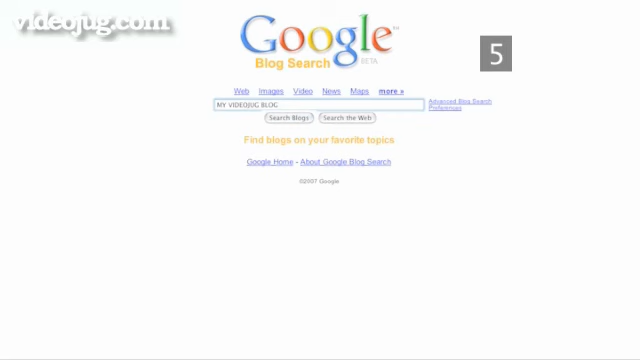 videojug.com
Google™
Blog Search BETA
5
Web Images Video News Maps more »
MY VIDEOJUG BLOG
Advanced Blog Search
Preferences
Search Blogs Search the Web
Find blogs on your favorite topics
Google Home - About Google Blog Search
©2007 Google